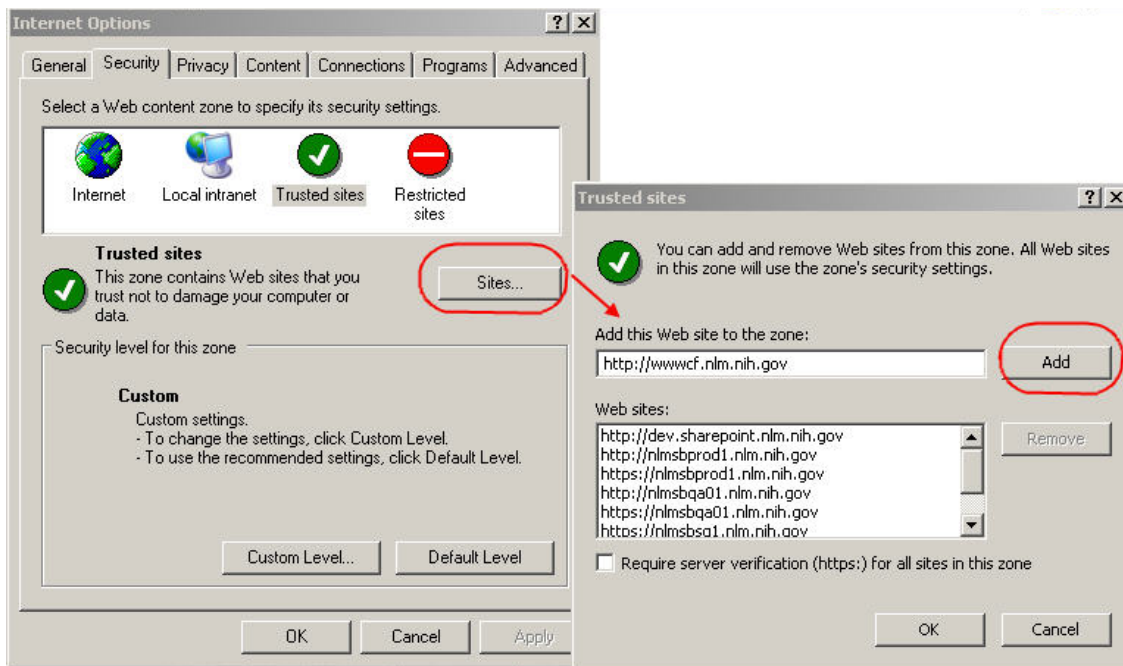 Internet Options
General
Security
Privacy
Content
Connections
Programs
Advanced
Select a Web content zone to specify its security settings.
Internet
Local intranet
Trusted sites
Restricted
sites
Trusted sites
This zone contains Web sites that you
trust not to damage your computer or
data.
Sites...
Security level for this zone
Custom
Custom settings.
- To change the settings, click Custom Level.
- To use the recommended settings, click Default Level.
Custom Level...
Default Level
OK
Cancel
Apply
Trusted sites
You can add and remove Web sites from this zone. All Web sites
in this zone will use the zone's security settings.
Add this Web site to the zone:
http://wwwcf.nlm.nih.gov
Add
Web sites:
http://dev.sharepoint.nlm.nih.gov
http://nlmsbprod1.nlm.nih.gov
https://nlmsbprod1.nlm.nih.gov
http://nlmsbqa01.nlm.nih.gov
https://nlmsbqa01.nlm.nih.gov
https://nlmsbsq1.nlm.nih.gov
Remove
Require server verification (https:) for all sites in this zone
OK
Cancel